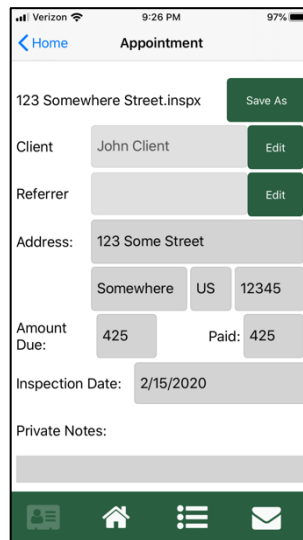 Verizon 9:26 PM 97%
Home Appointment
123 Somewhere Street.inspx Save As
Client John Client Edit
Referrer Edit
Address: 123 Some Street
Somewhere US 12345
Amount Due: 425 Paid: 425
Inspection Date: 2/15/2020
Private Notes: